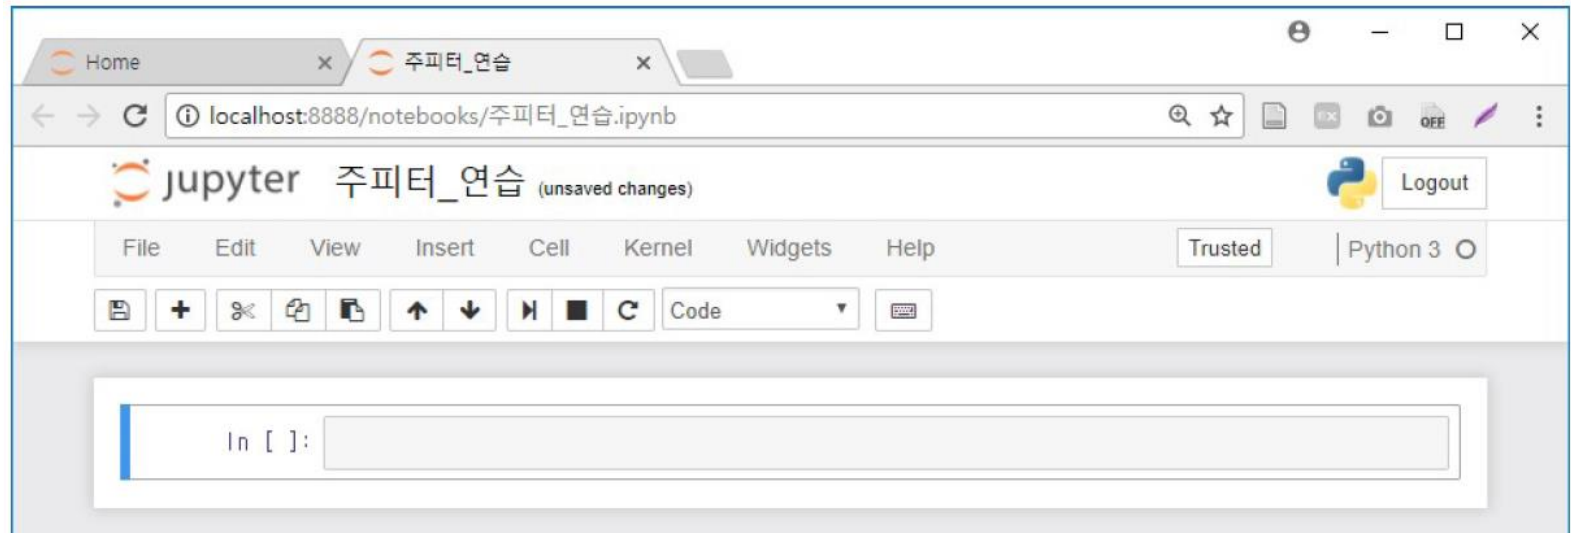 Home 주피터_연습
localhost:8888/notebooks/주피터_연습.ipynb OFF
jupyter 주피터_연습 (unsaved changes) Logout
File Edit View Insert Cell Kernel Widgets Help Trusted Python 3
Code
In [ ]: